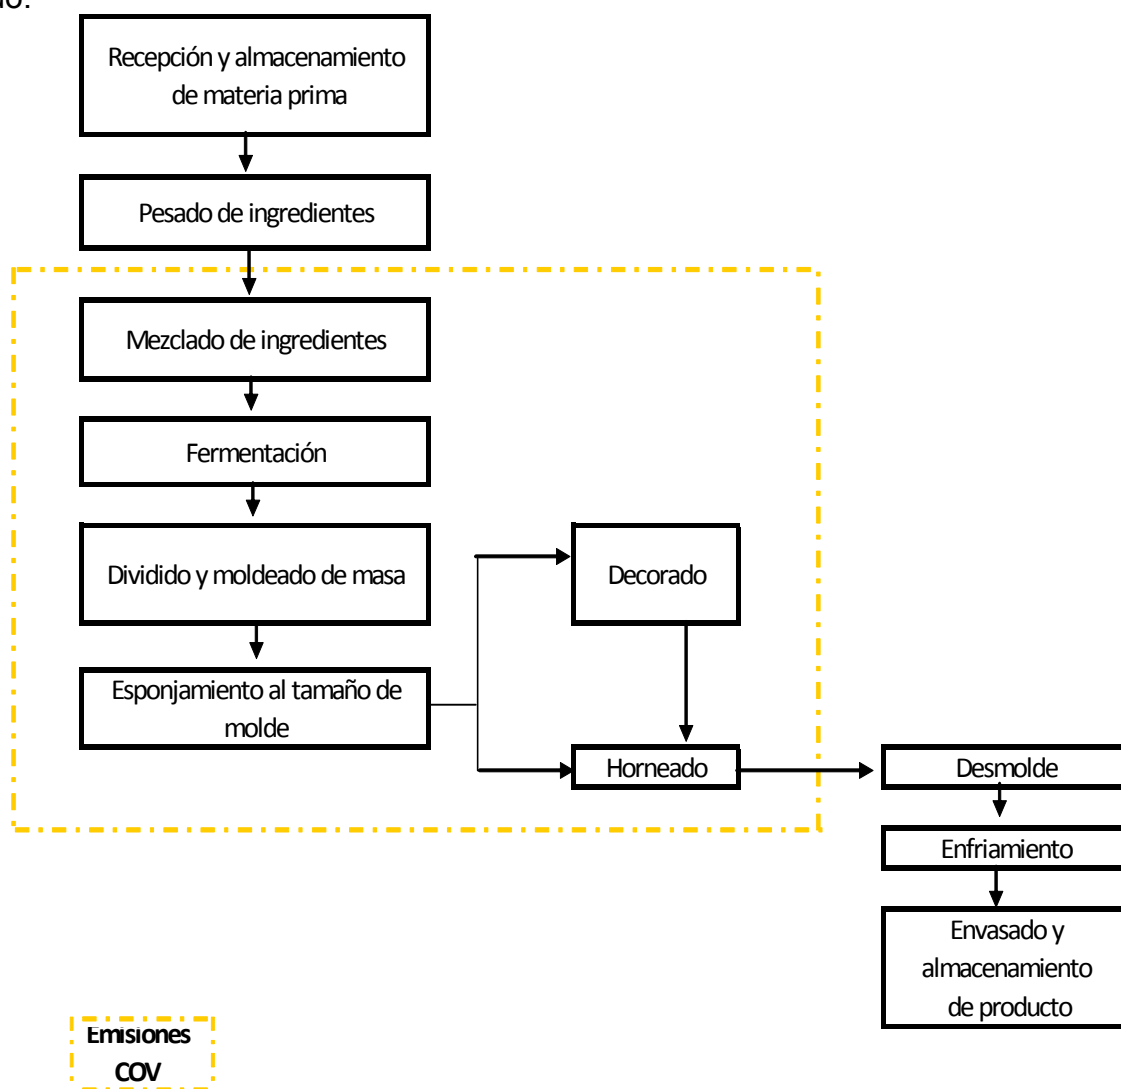 do.
Recepción y almacenamiento
de materia prima
Pesado de ingredientes
Mezclado de ingredientes
Fermentación
Dividido y moldeado de masa
Decorado
Esponjamiento al tamaño de
molde
Horneado
Desmolde
Enfriamiento
Envasado y
almacenamiento
de producto
Emisiones
COV